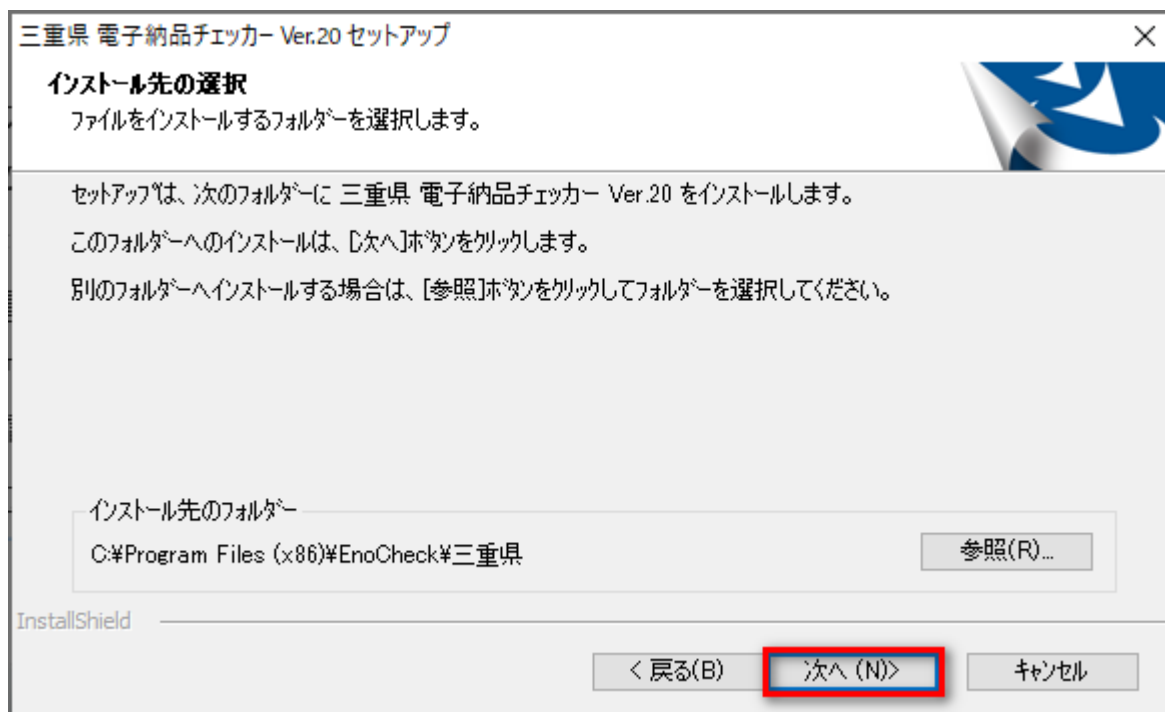 三重県 電子納品チェッカー Ver.20 セットアップ
インストール先の選択
ファイルをインストールするフォルダーを選択します。
セットアップは、次のフォルダーに 三重県 電子納品チェッカー Ver.20 をインストールします。
このフォルダーへのインストールは、[次へ]ボタンをクリックします。
別のフォルダーへインストールする場合は、[参照]ボタンをクリックしてフォルダーを選択してください。
インストール先のフォルダー
C:¥Program Files (x86)¥EnoCheck¥三重県
参照(R)...
InstallShield
< 戻る(B)
次へ (N)>
キャンセル